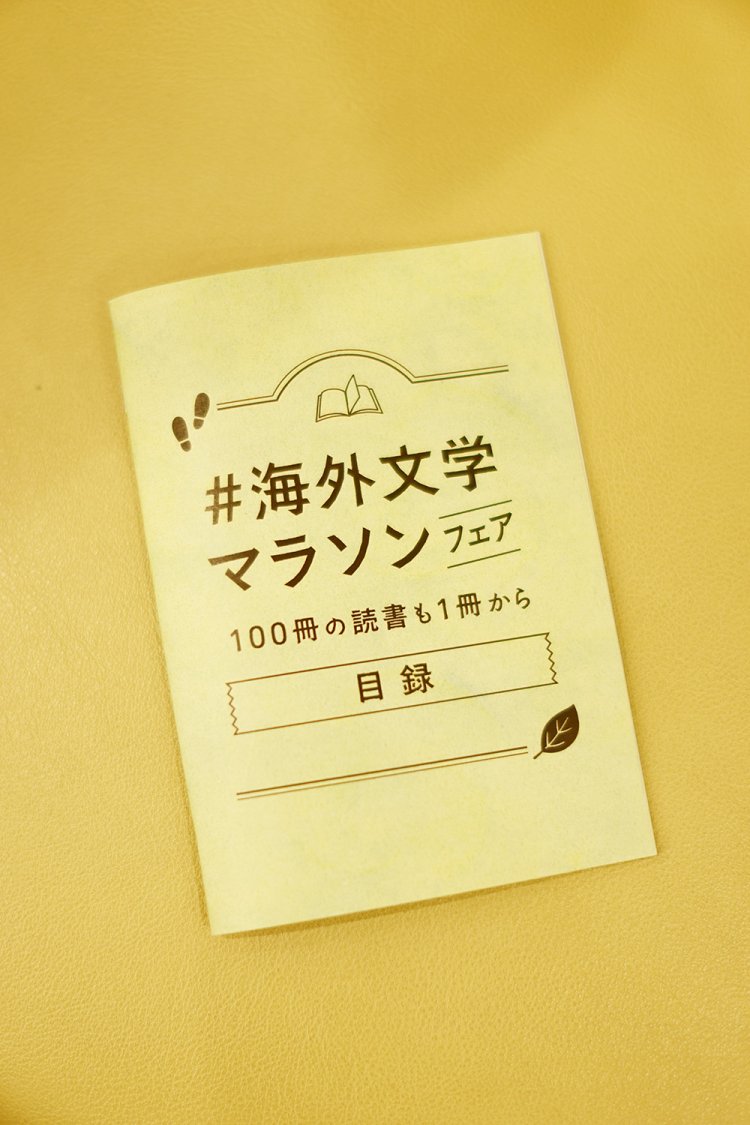 #海外文学
マラソンフェア
100冊の読書も1冊から
目録